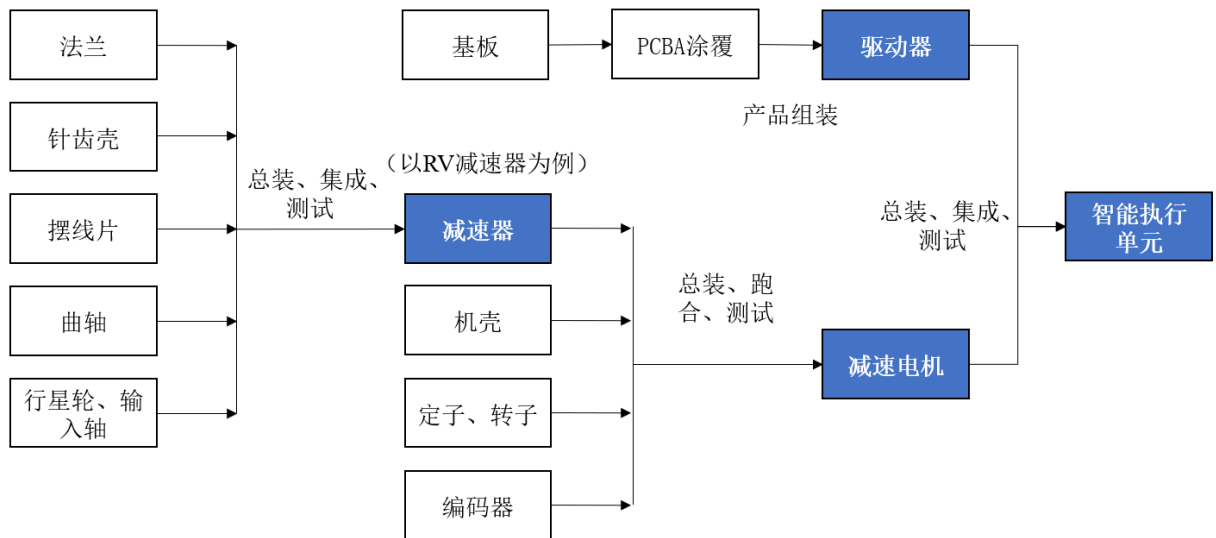 法兰
基板
PCBA涂覆
驱动器
针齿壳
产品组装
（以RV减速器为例）
总装、集成、
测试
摆线片
减速器
总装、集成、
测试
智能执行
单元
曲轴
机壳
总装、跑
合、测试
减速电机
行星轮、输
入轴
定子、转子
编码器